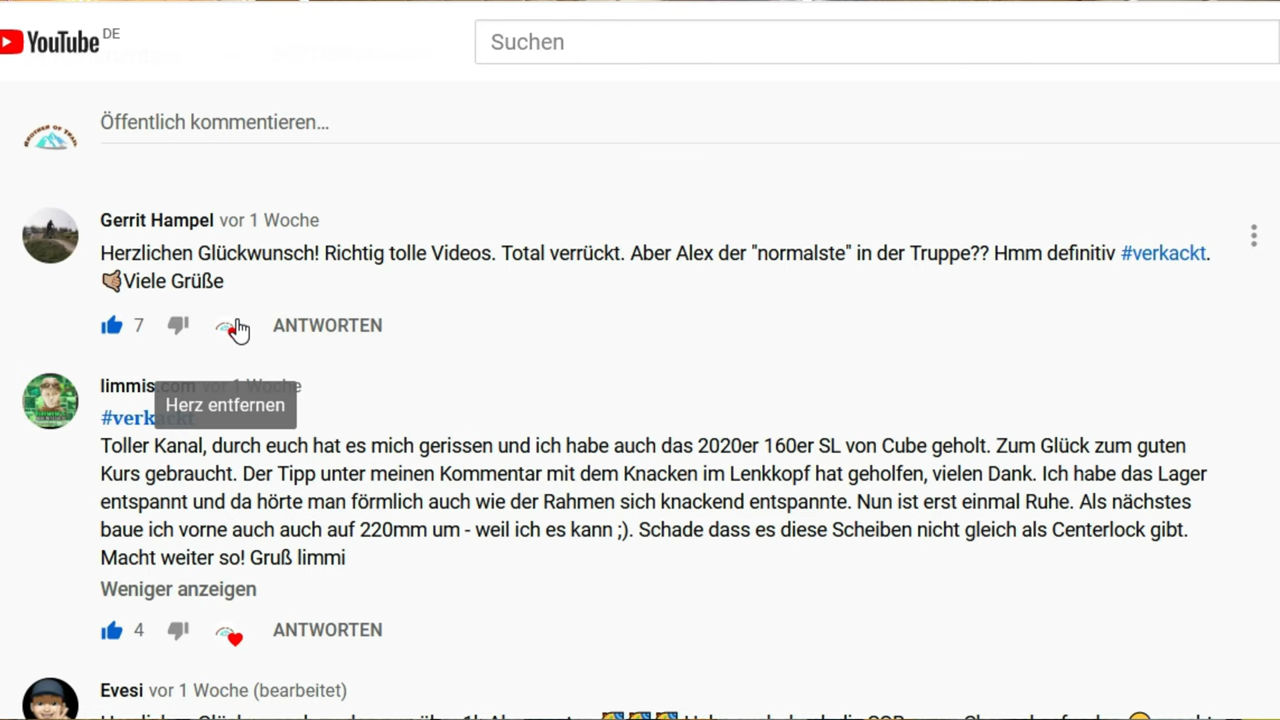 YouTube DE
Suchen
BROTHER OF TRAIL
Öffentlich kommentieren...
Gerrit Hampel vor 1 Woche
Herzlichen Glückwunsch! Richtig tolle Videos. Total verrückt. Aber Alex der "normalste" in der Truppe?? Hmm definitiv #verkackt.
🤙🏽Viele Grüße
7 ANTWORTEN
limmis.com vor 1 Woche
Herz entfernen
#verkackt
Toller Kanal, durch euch hat es mich gerissen und ich habe auch das 2020er 160er SL von Cube geholt. Zum Glück zum guten
Kurs gebraucht. Der Tipp unter meinen Kommentar mit dem Knacken im Lenkkopf hat geholfen, vielen Dank. Ich habe das Lager
entspannt und da hörte man förmlich auch wie der Rahmen sich knackend entspannte. Nun ist erst einmal Ruhe. Als nächstes
baue ich vorne auch auch auf 220mm um - weil ich es kann ;). Schade dass es diese Scheiben nicht gleich als Centerlock gibt.
Macht weiter so! Gruß limmi
Weniger anzeigen
4 ANTWORTEN
Evesi vor 1 Woche (bearbeitet)